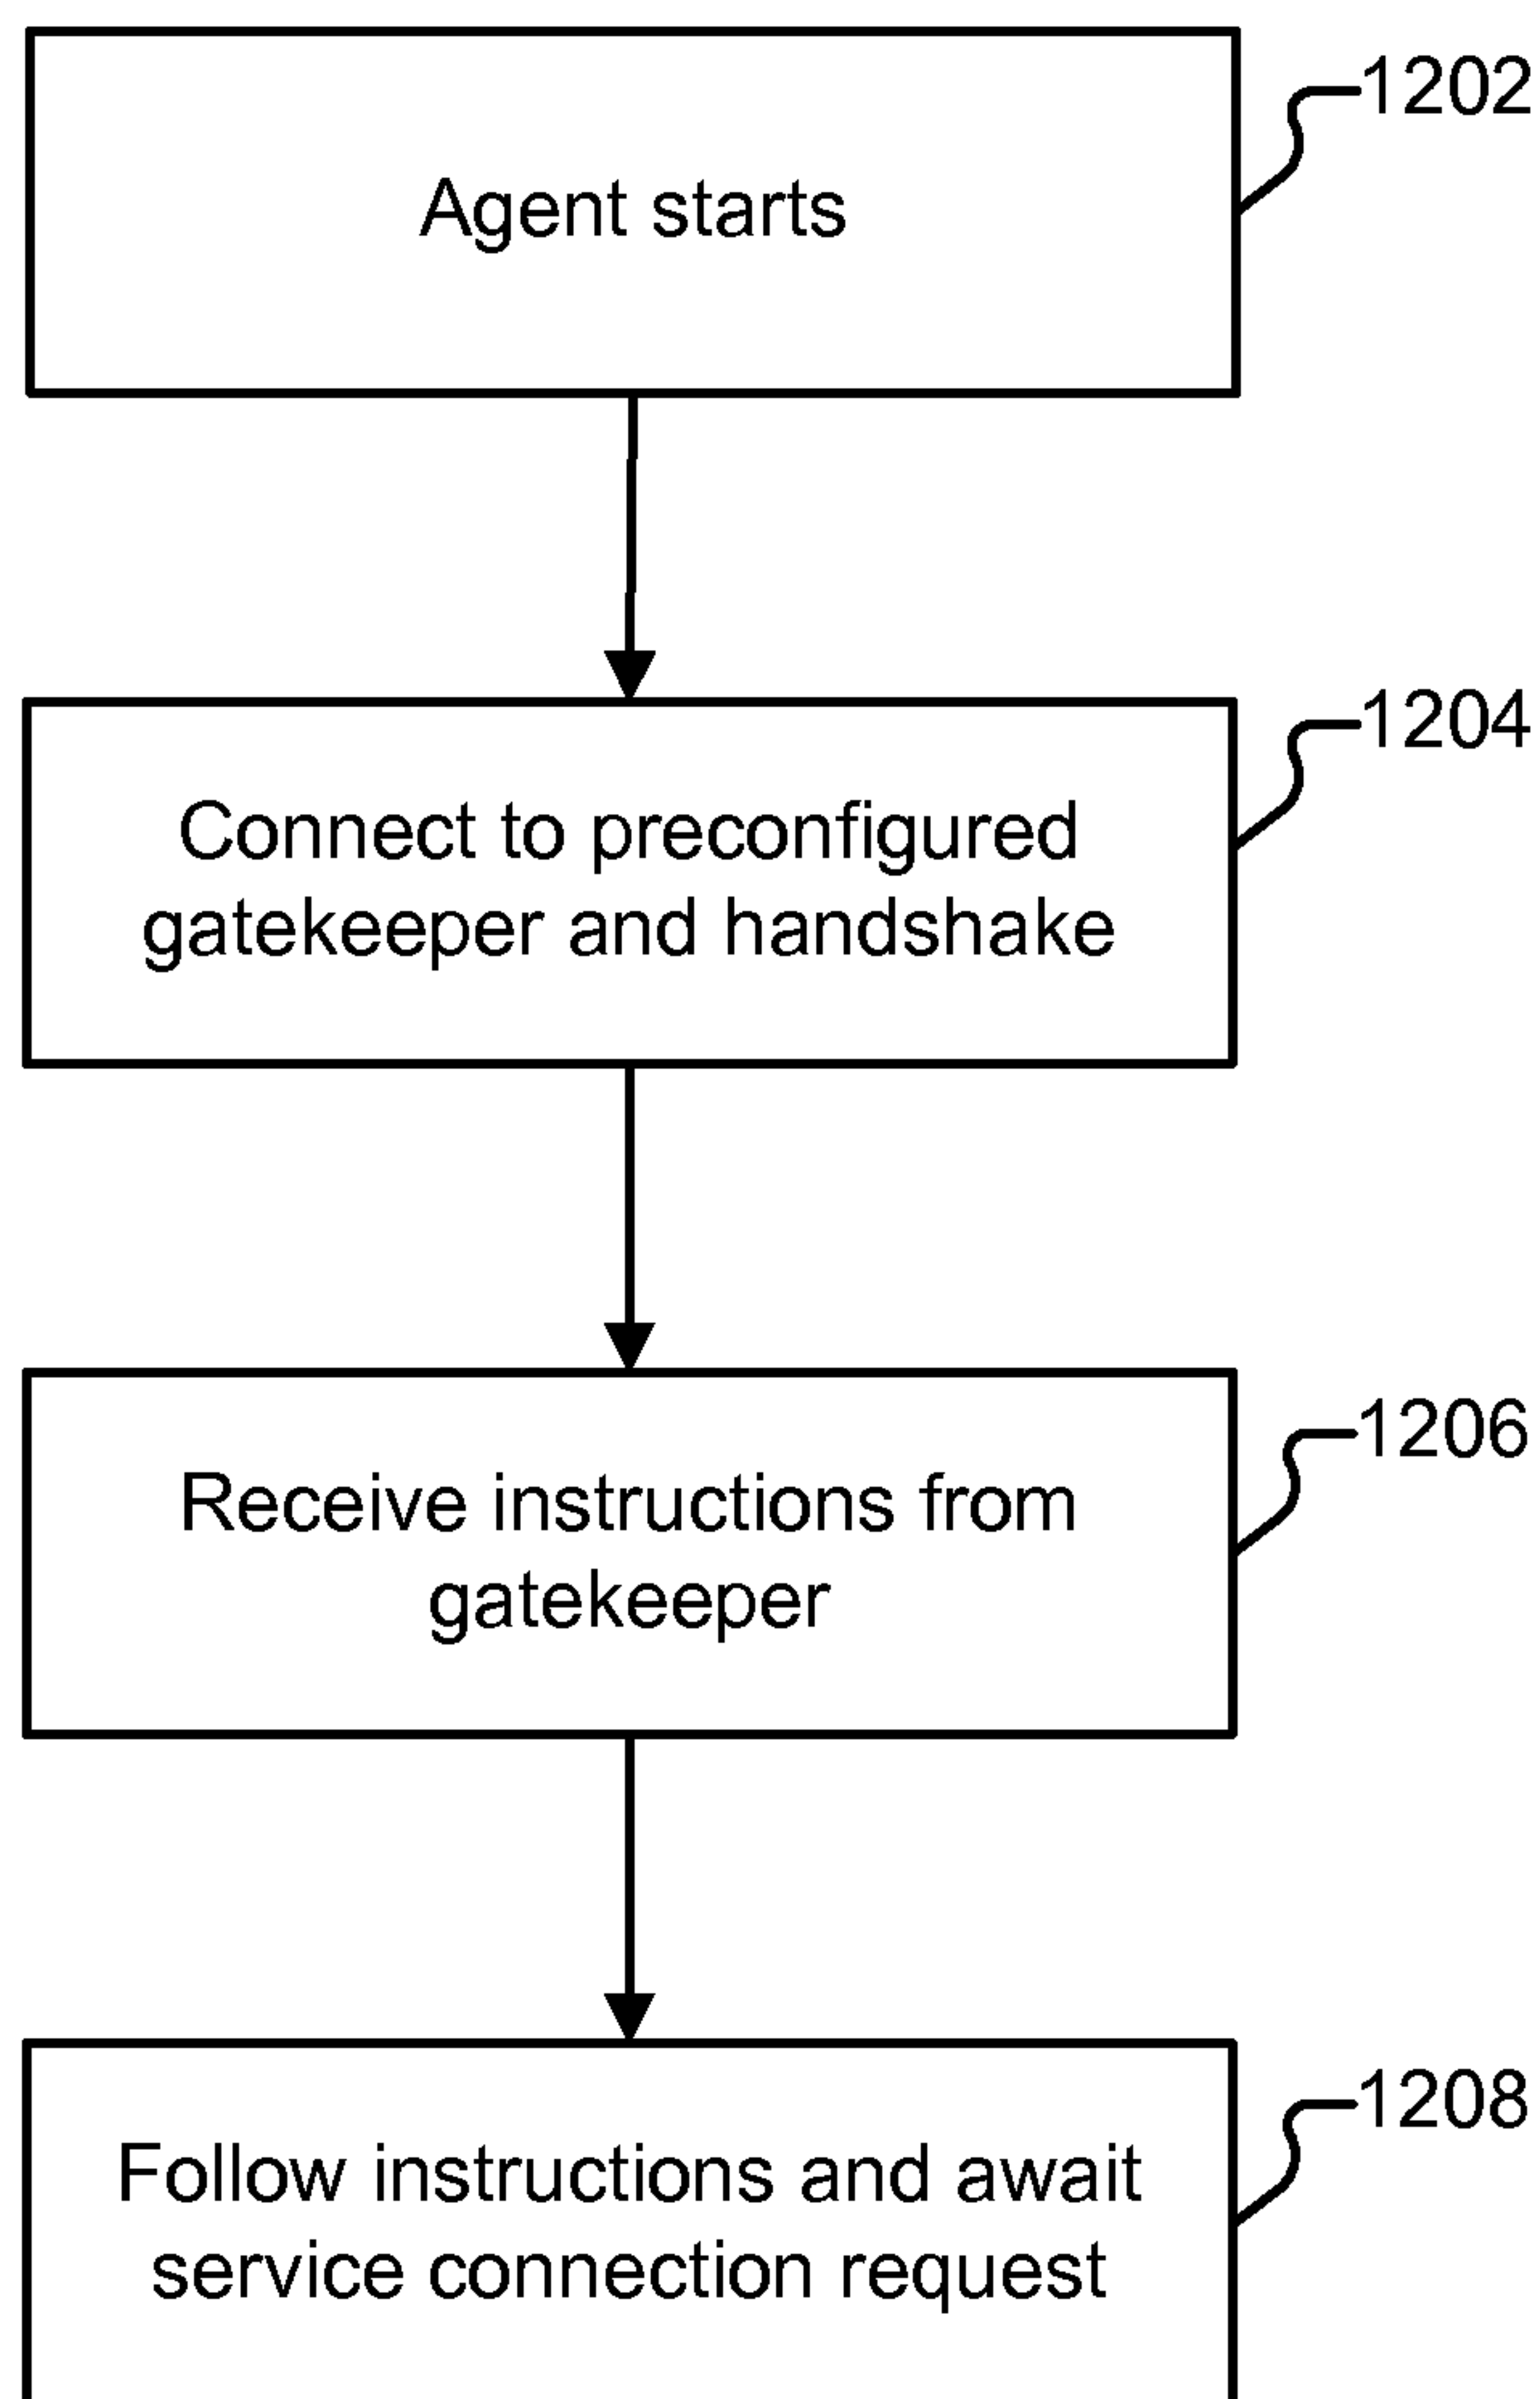 Agent starts
1202
Connect to preconfigured
gatekeeper and handshake
1204
Receive instructions from
gatekeeper
1206
Follow instructions and await
service connection request
1208